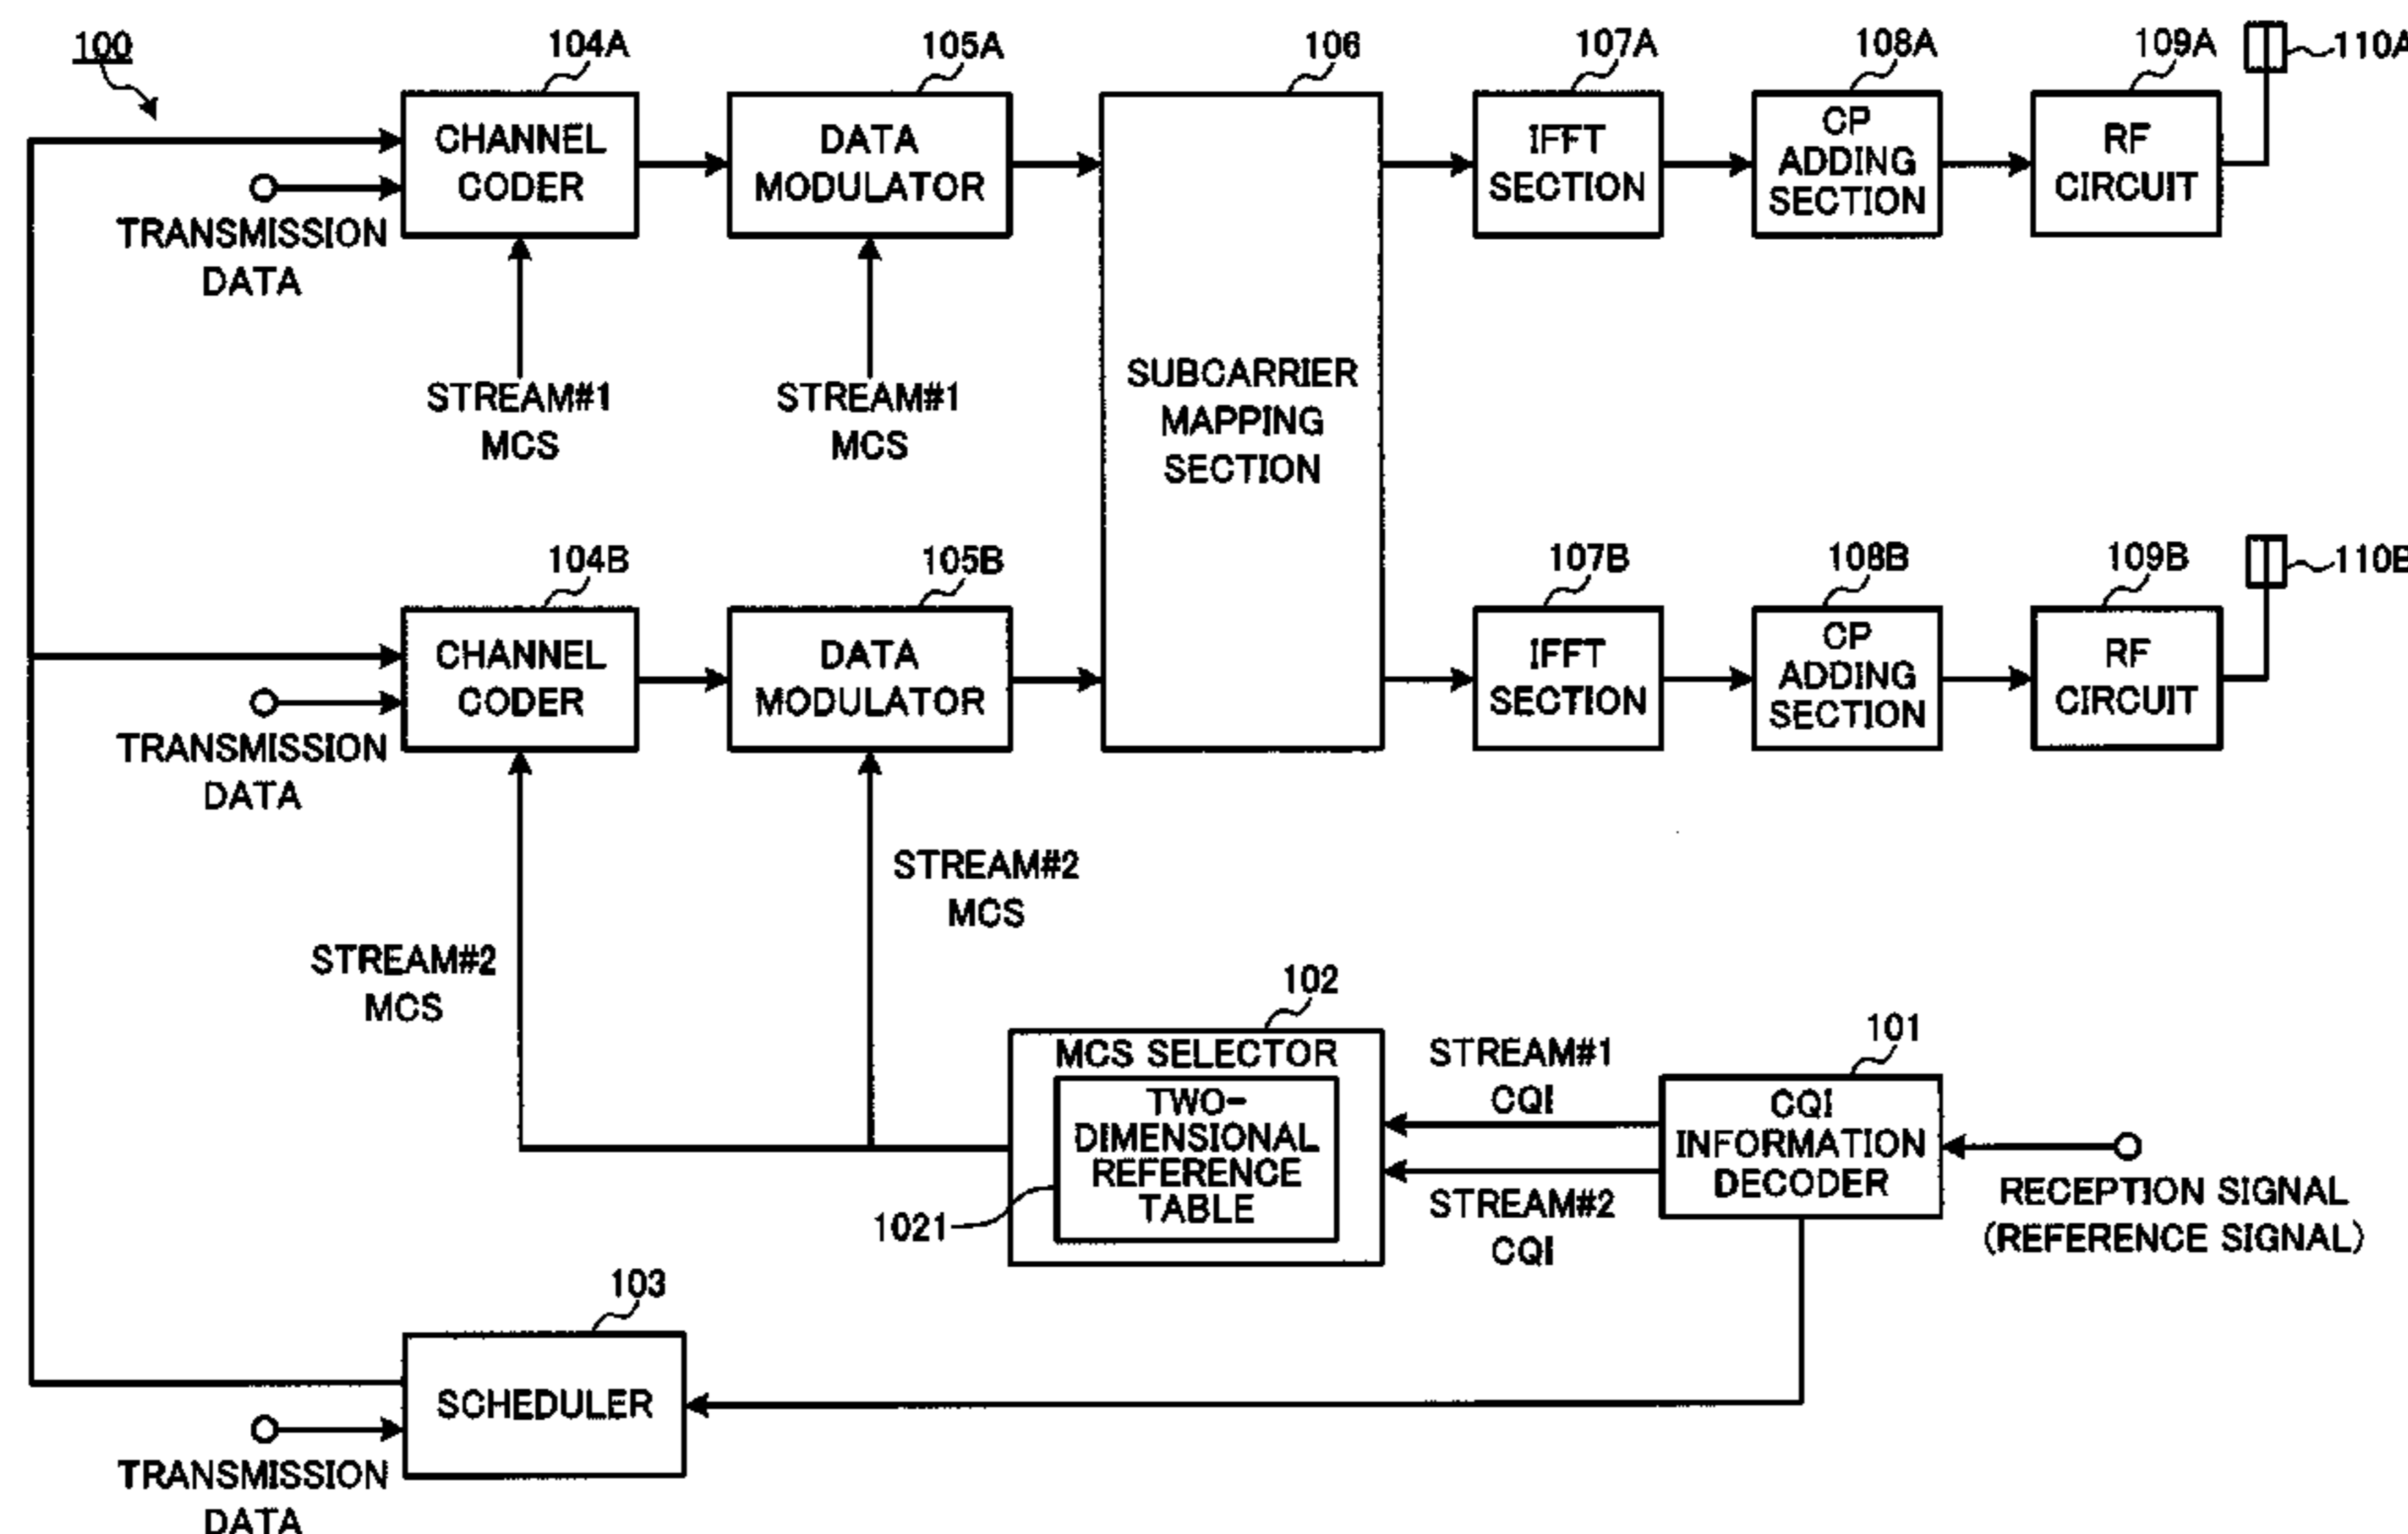 100
104A
105A
106
107A
108A
109A
110A
CHANNEL
CODER
DATA
MODULATOR
IFFT
SECTION
CP
ADDING
SECTION
RF
CIRCUIT
TRANSMISSION
DATA
STREAM#1
MCS
STREAM#1
MCS
SUBCARRIER
MAPPING
SECTION
104B
105B
107B
108B
109B
110B
CHANNEL
CODER
DATA
MODULATOR
IFFT
SECTION
CP
ADDING
SECTION
RF
CIRCUIT
TRANSMISSION
DATA
STREAM#2
MCS
STREAM#2
MCS
102
MCS SELECTOR
TWO-
DIMENSIONAL
REFERENCE
TABLE
1021
STREAM#1
CQI
STREAM#2
CQI
101
CQI
INFORMATION
DECODER
RECEPTION SIGNAL
(REFERENCE SIGNAL)
103
SCHEDULER
TRANSMISSION
DATA